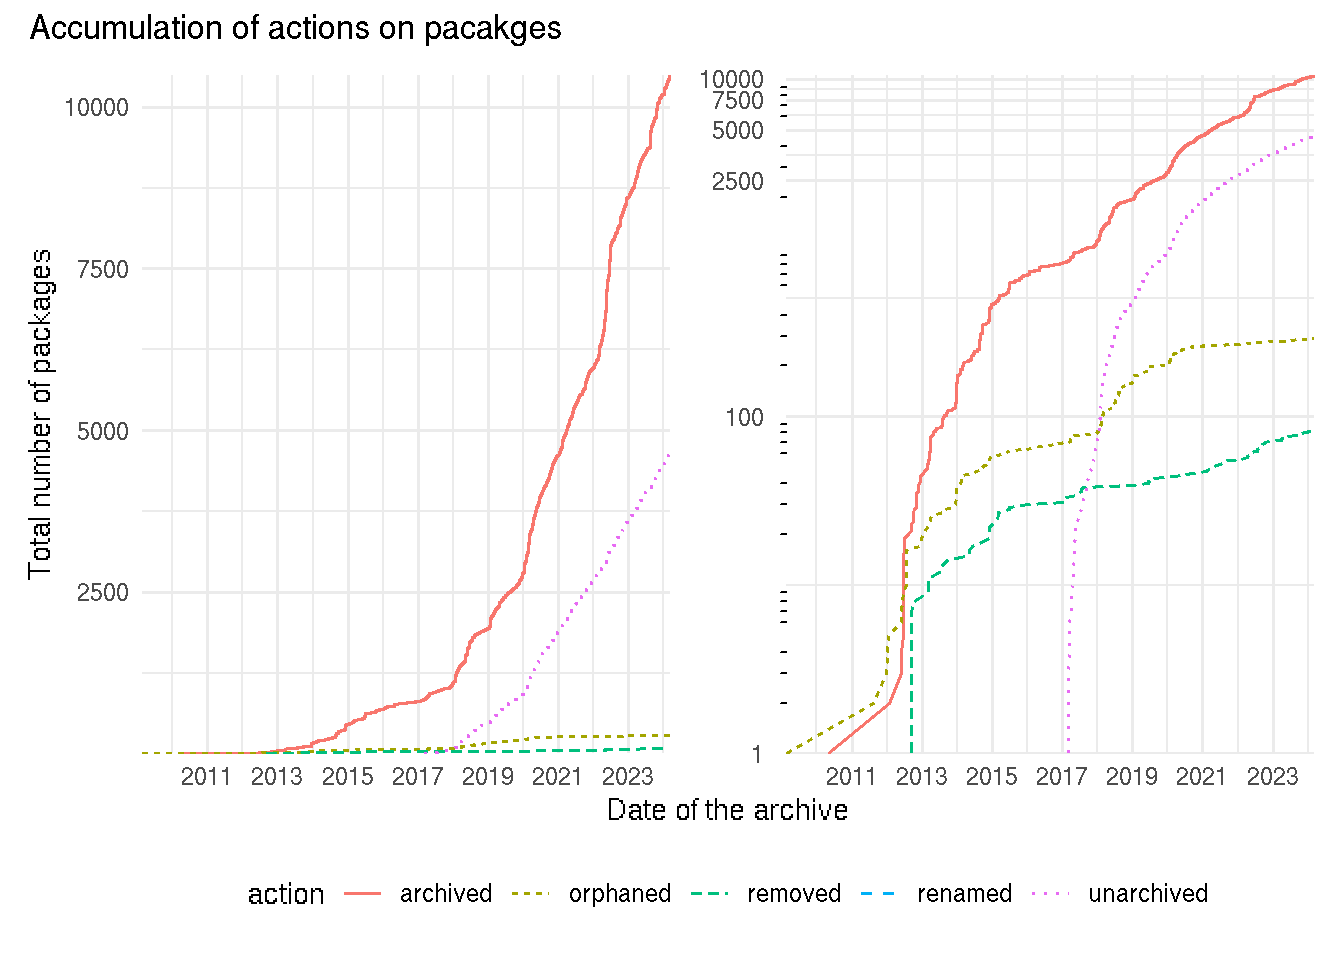 Accumulation of actions on pacakges
Total number of packages
10000
7500
5000
2500
2011 2013 2015 2017 2019 2021 2023
10000
7500
5000
2500
100
1
2011 2013 2015 2017 2019 2021 2023
Date of the archive
action archived orphaned removed renamed unarchived